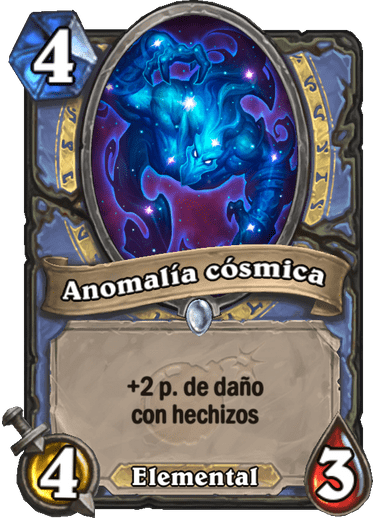 4
Anomalía cósmica
+2 p. de daño
con hechizos
4
Elemental
3